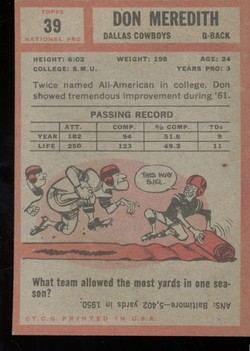 TOPPS
39
NATIONAL PRO
DON MEREDITH
DALLAS COWBOYS Q-BACK
HEIGHT: 6:02 WEIGHT: 198 AGE: 24
COLLEGE: S.M.U. YEARS PRO: 3
Twice named All-American in college, Don
showed tremendous improvement during '61.
PASSING RECORD
ATT. COMP. % COMP. TDs
YEAR 182 94 51.6 9
LIFE 250 123 49.2 11
THIS WAY
SIR.
What team allowed the most yards in one sea-
son?
ANS: Baltimore—5,402 yards in 1950.
©T.C.G. PRINTED IN U.S.A.